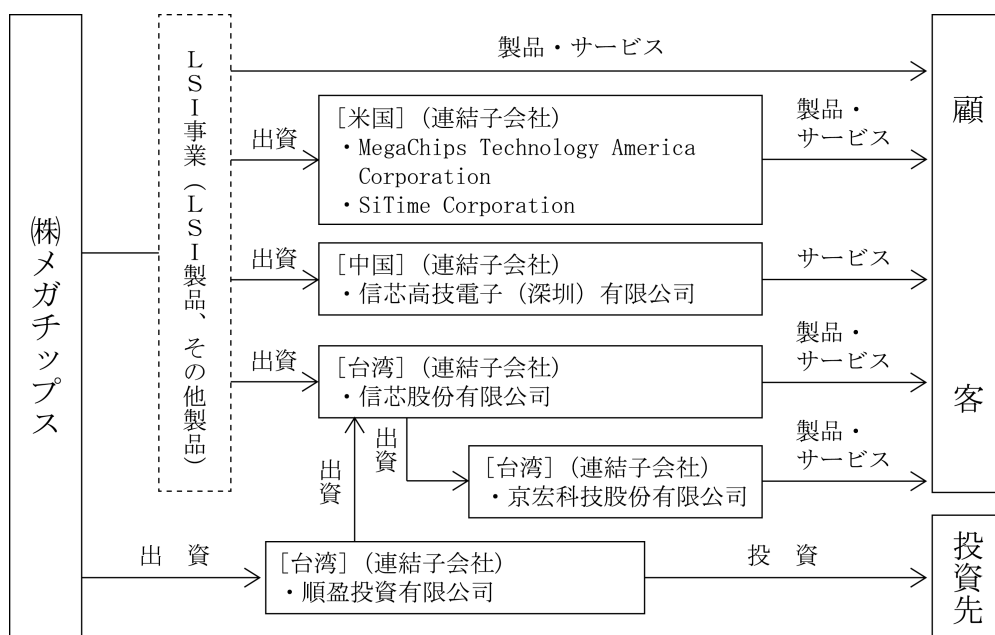 ㈱メガチップス
LSI事業（LSI製品、その他製品）
製品・サービス
顧客
出資
[米国] (連結子会社)
・MegaChips Technology America
Corporation
・SiTime Corporation
製品・
サービス
出資
[中国] (連結子会社)
・信芯高技電子（深圳）有限公司
サービス
出資
[台湾] (連結子会社)
・信芯股份有限公司
製品・
サービス
出資
出資
[台湾] (連結子会社)
・京宏科技股份有限公司
製品・
サービス
出　資
[台湾] (連結子会社)
・順盈投資有限公司
投　資
投資先